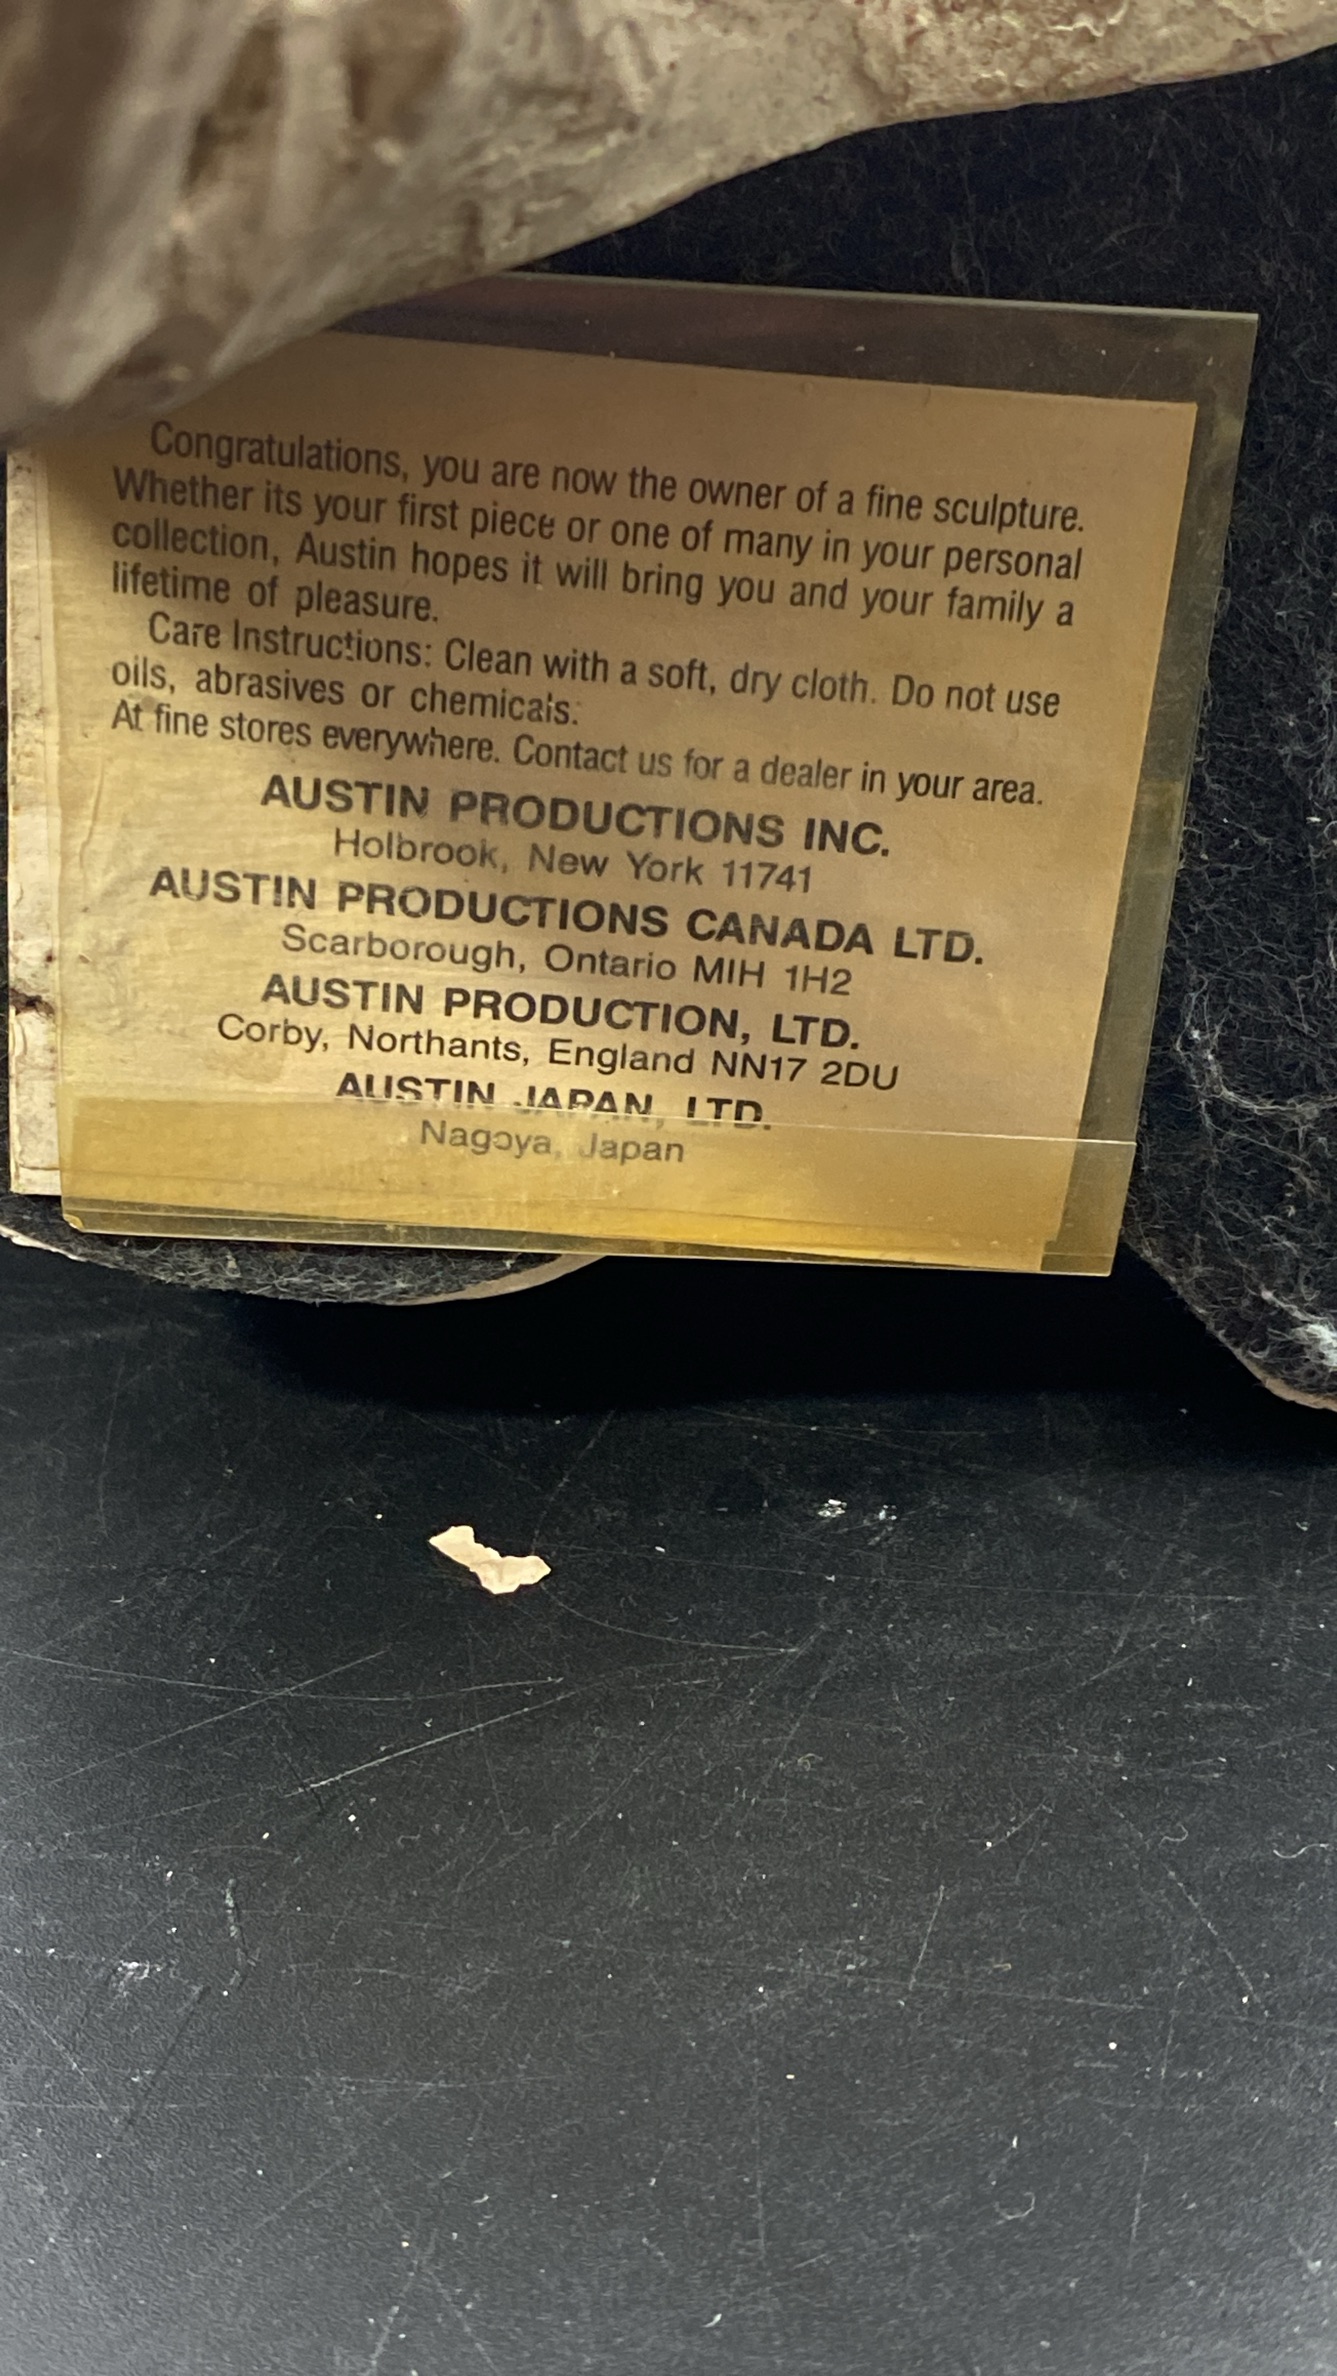 Congratulations, you are now the owner of a fine sculpture.
Whether its your first piece or one of many in your personal
collection, Austin hopes it will bring you and your family a
lifetime of pleasure.
Care Instructions: Clean with a soft, dry cloth. Do not use
oils, abrasives or chemicals.
At fine stores everywhere. Contact us for a dealer in your area.
AUSTIN PRODUCTIONS INC.
Holbrook, New York 11741
AUSTIN PRODUCTIONS CANADA LTD.
Scarborough, Ontario MIH 1H2
AUSTIN PRODUCTION, LTD.
Corby, Northants, England NN17 2DU
AUSTIN JAPAN, LTD.
Nagoya, Japan